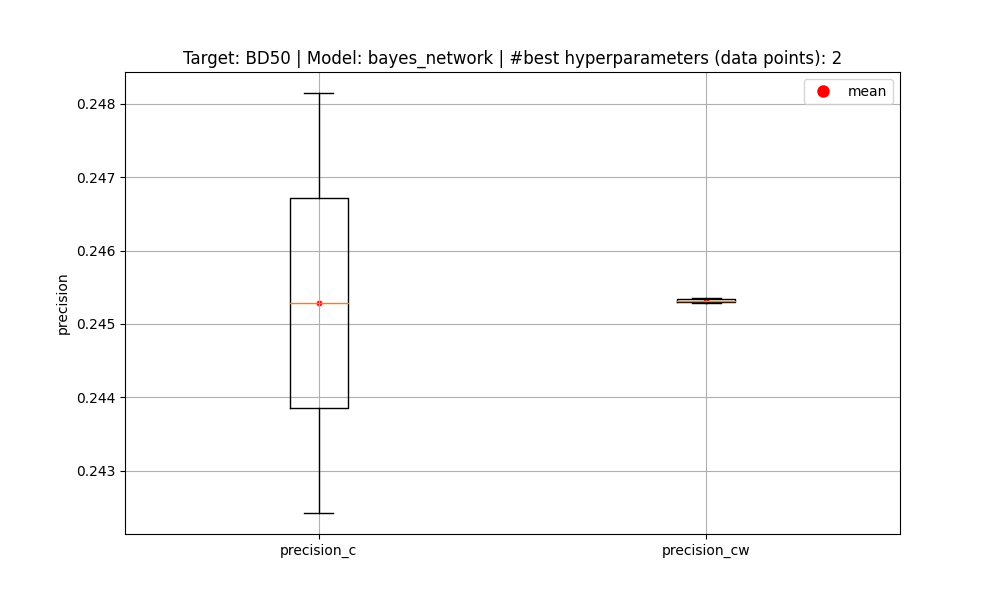 Target: BD50 | Model: bayes_network | #best hyperparameters (data points): 2
mean
0.248
0.247
0.246
0.245
0.244
0.243
precision
precision_c
precision_cw